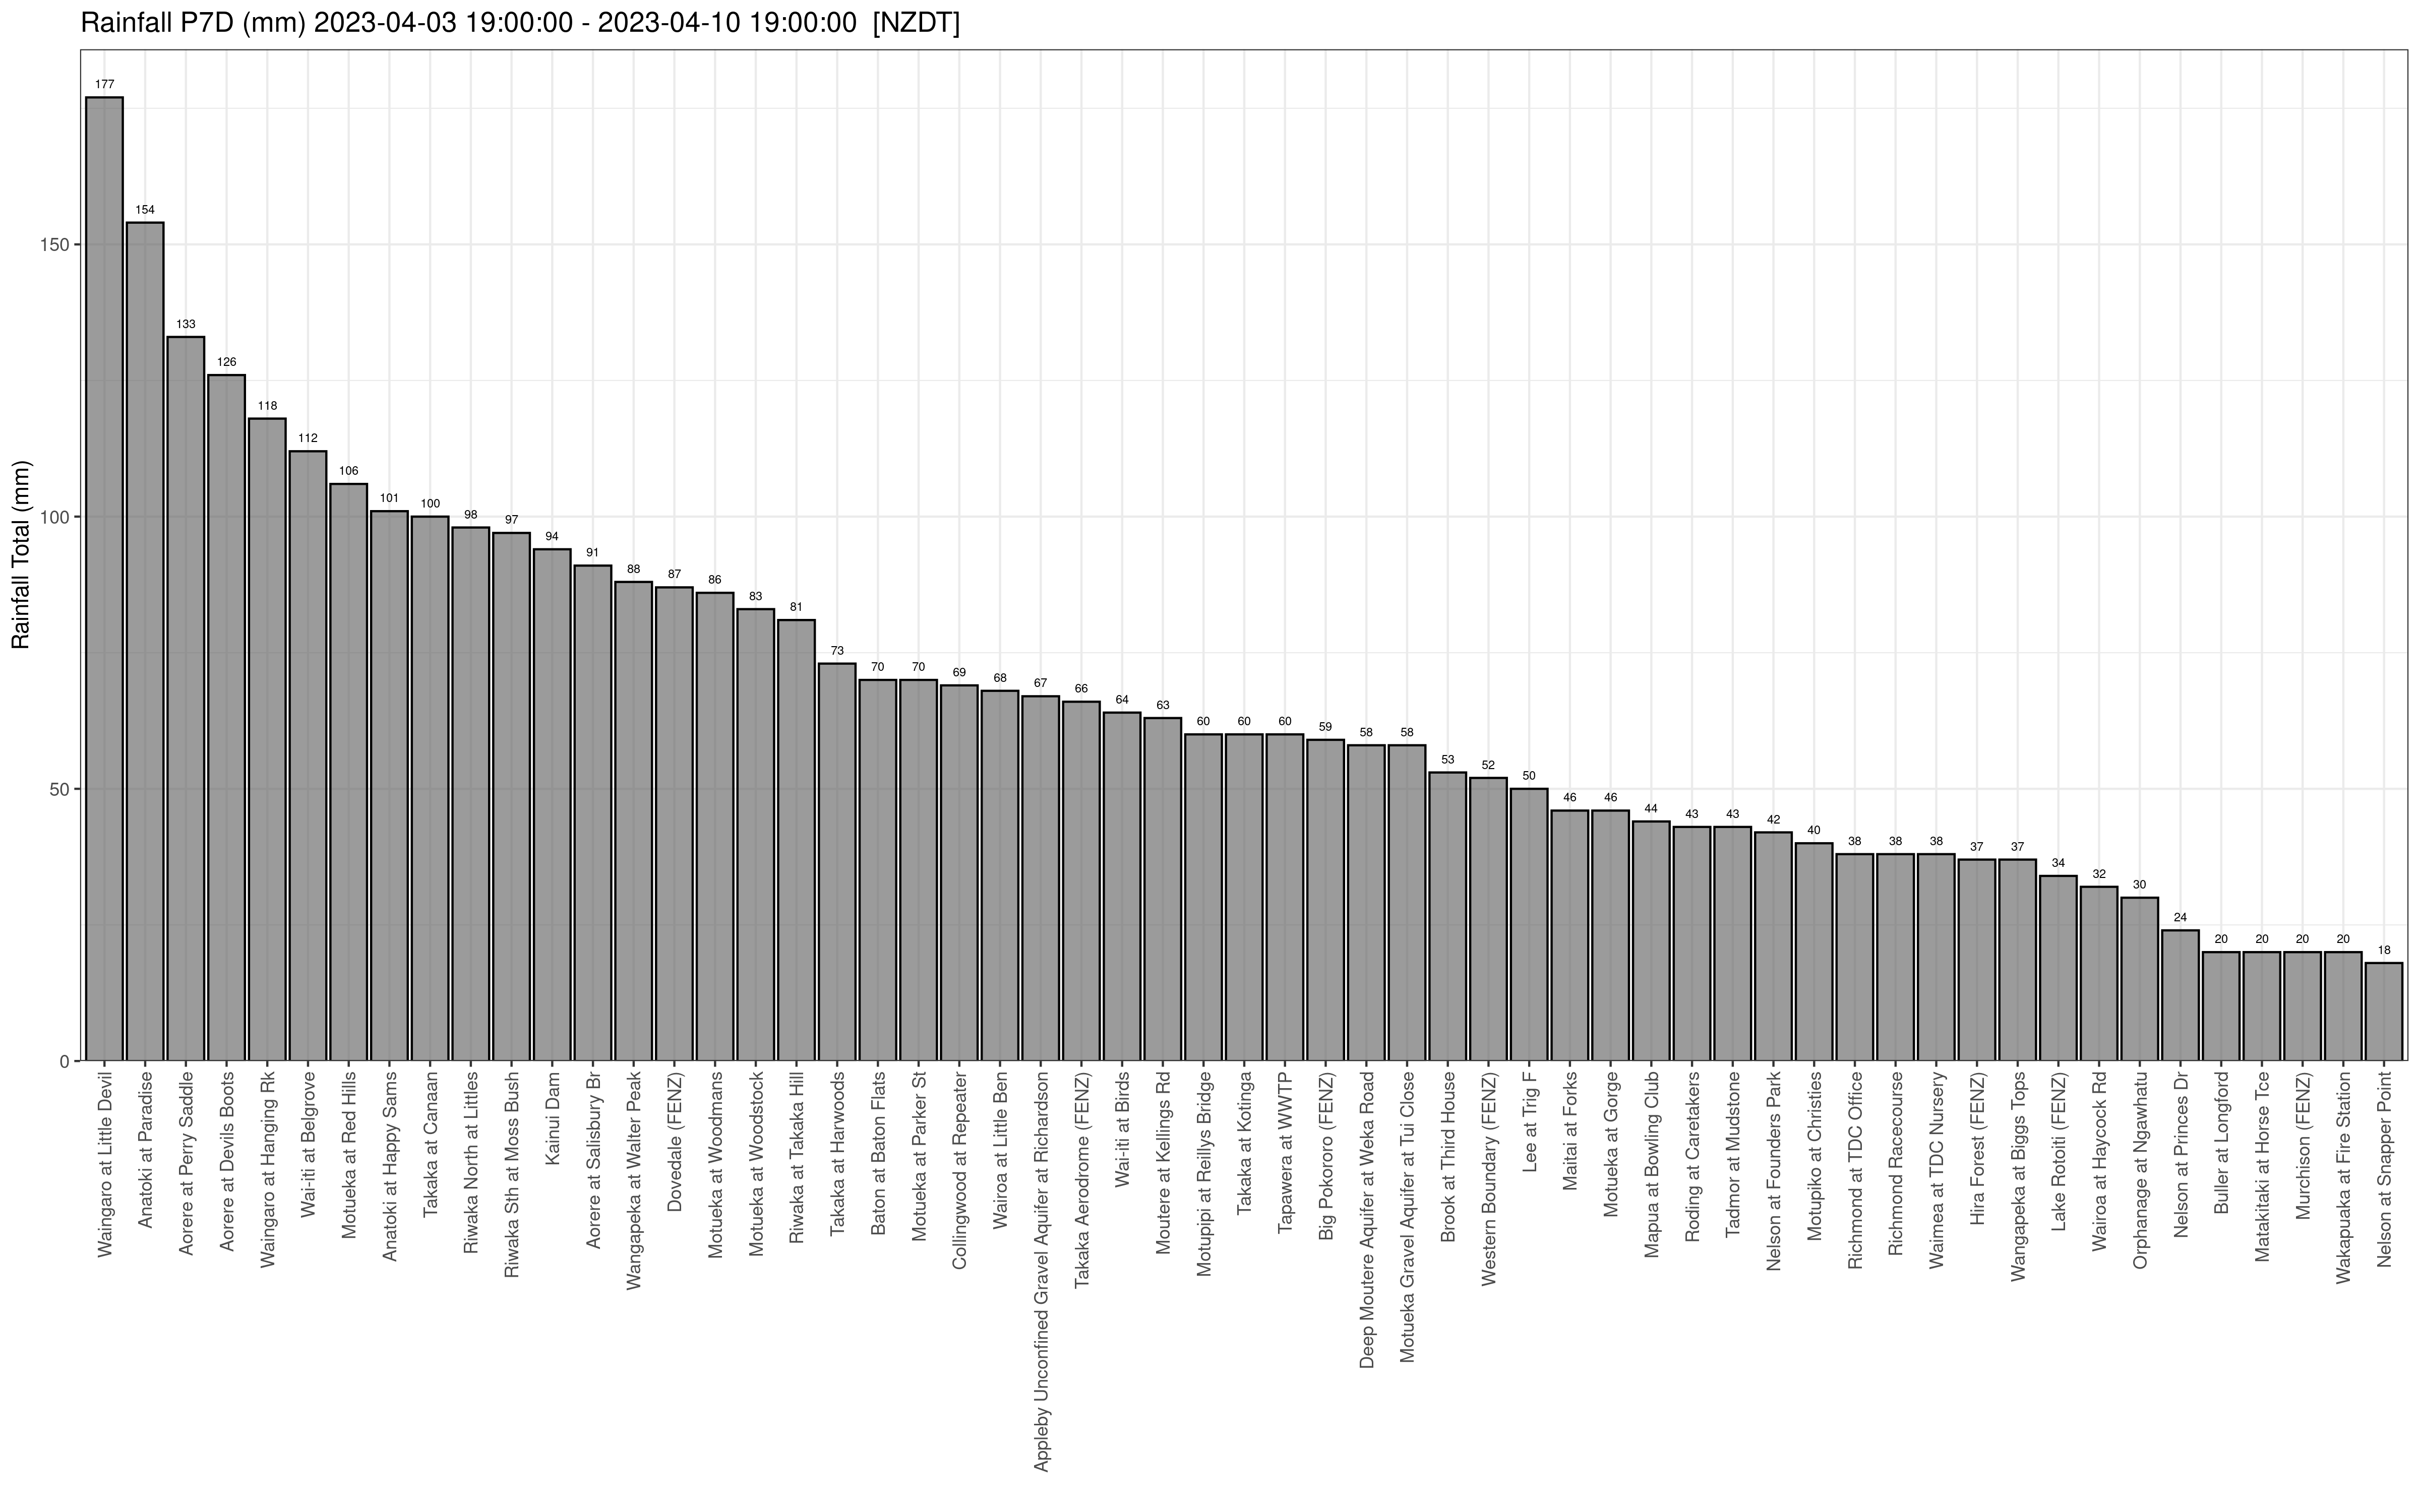 Rainfall P7D (mm) 2023-04-03 19:00:00 - 2023-04-10 19:00:00 [NZDT]
Rainfall Total (mm)
150
100
50
0
177
154
133
126
118
112
106
101
100
98
97
94
91
88
87
86
83
81
73
70
70
69
68
67
66
64
63
60
60
60
59
58
58
53
52
50
46
46
44
43
43
42
40
38
38
38
37
37
34
32
30
24
20
20
20
20
18
Waingaro at Little Devil
Anatoki at Paradise
Aorere at Perry Saddle
Aorere at Devils Boots
Waingaro at Hanging Rk
Wai-iti at Belgrove
Motueka at Red Hills
Anatoki at Happy Sams
Takaka at Canaan
Riwaka North at Littles
Riwaka Sth at Moss Bush
Kainui Dam
Aorere at Salisbury Br
Wangapeka at Walter Peak
Dovedale (FENZ)
Motueka at Woodmans
Motueka at Woodstock
Riwaka at Takaka Hill
Takaka at Harwoods
Baton at Baton Flats
Motueka at Parker St
Collingwood at Repeater
Wairoa at Little Ben
Appleby Unconfined Gravel Aquifer at Richardson
Takaka Aerodrome (FENZ)
Wai-iti at Birds
Moutere at Kellings Rd
Motupipi at Reillys Bridge
Takaka at Kotinga
Tapawera at WWTP
Big Pokororo (FENZ)
Deep Moutere Aquifer at Weka Road
Motueka Gravel Aquifer at Tui Close
Brook at Third House
Western Boundary (FENZ)
Lee at Trig F
Maitai at Forks
Motueka at Gorge
Mapua at Bowling Club
Roding at Caretakers
Tadmor at Mudstone
Nelson at Founders Park
Motupiko at Christies
Richmond at TDC Office
Richmond Racecourse
Waimea at TDC Nursery
Hira Forest (FENZ)
Wangapeka at Biggs Tops
Lake Rotoiti (FENZ)
Wairoa at Haycock Rd
Orphanage at Ngawhatu
Nelson at Princes Dr
Buller at Longford
Matakitaki at Horse Tce
Murchison (FENZ)
Wakapuaka at Fire Station
Nelson at Snapper Point